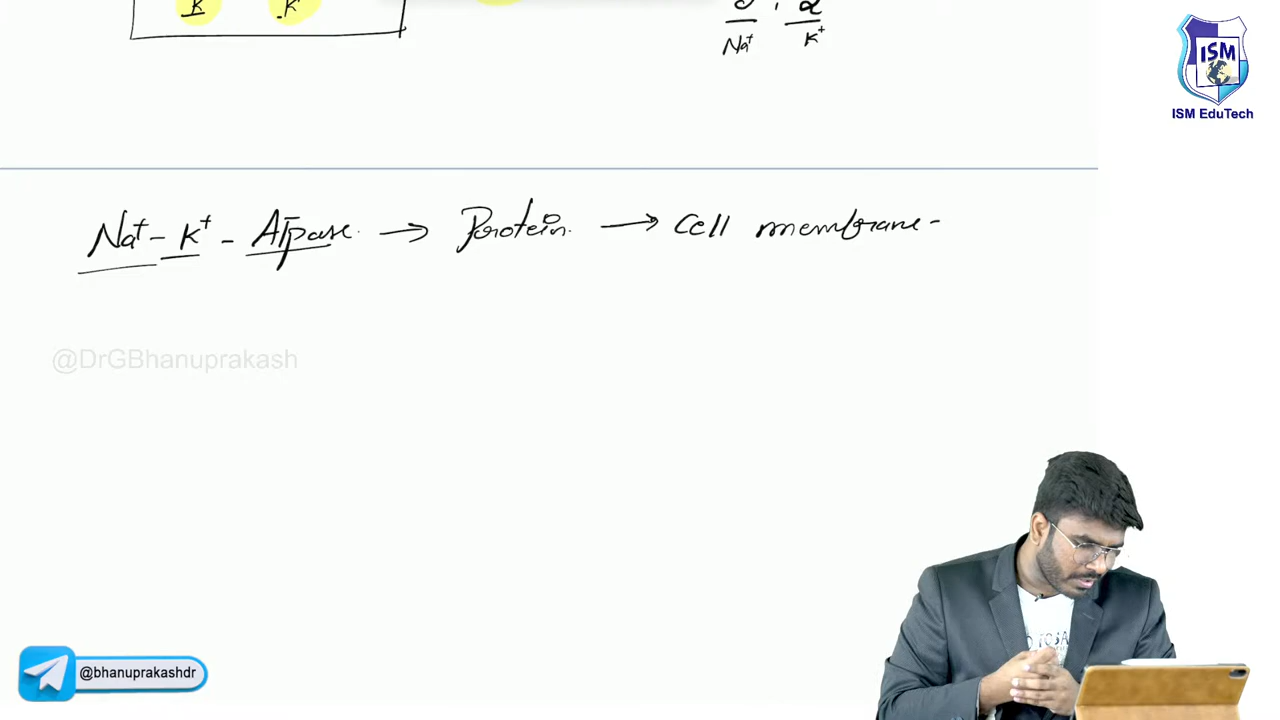 K K⁺
Na⁺ K⁺
ISM
ISM EduTech
Na⁺ - K⁺ - ATpase → Protein → Cell membrane -
@DrGBhanuprakash
@bhanuprakashdr